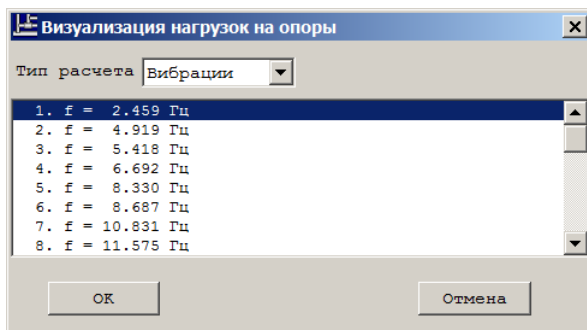 Визуализация нагрузок на опоры
Тип расчета Вибрации
1. f = 2.459 Гц
2. f = 4.919 Гц
3. f = 5.418 Гц
4. f = 6.692 Гц
5. f = 8.330 Гц
6. f = 8.687 Гц
7. f = 10.831 Гц
8. f = 11.575 Гц
OK Отмена